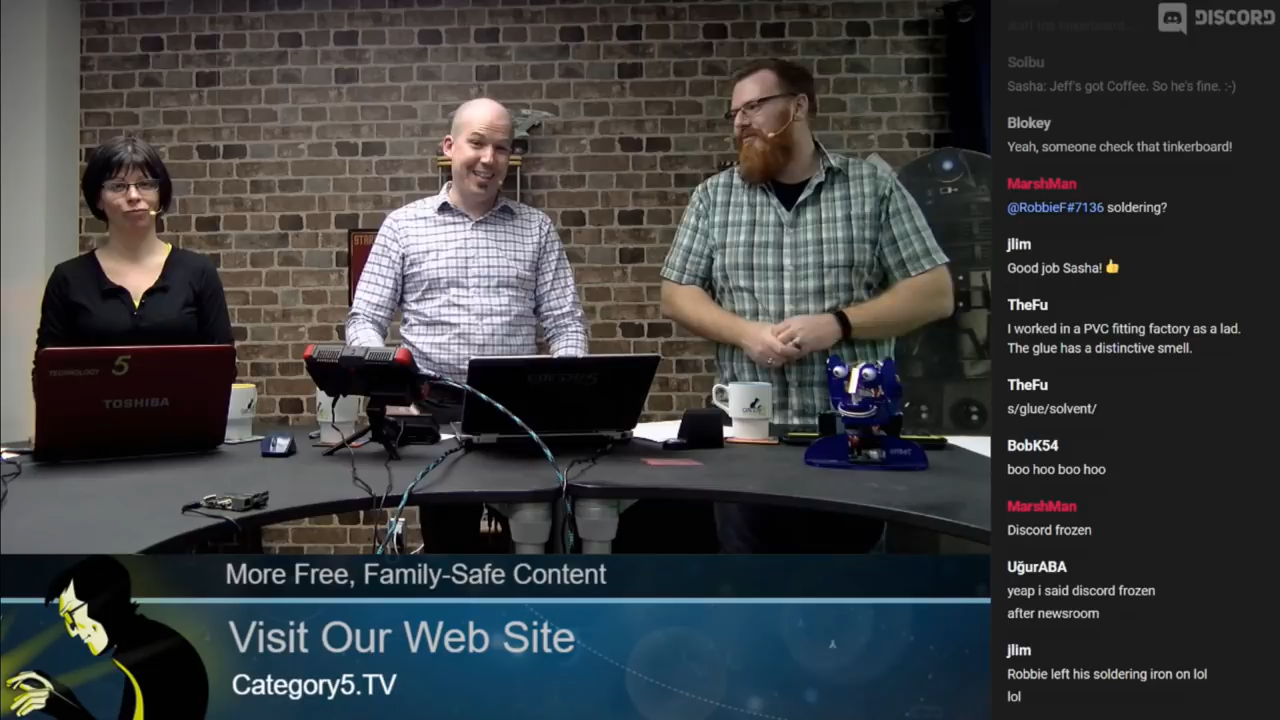 DISCORD
Solbu
Sasha: Jeff's got Coffee. So he's fine. :-)
Blokey
Yeah, someone check that tinkerboard!
MarshMan
@RobbieF#7136 soldering?
jlim
Good job Sasha! 👍
TheFu
I worked in a PVC fitting factory as a lad.
The glue has a distinctive smell.
TheFu
s/glue/solvent/
BobK54
boo hoo boo hoo
MarshMan
Discord frozen
UğurABA
yeap i said discord frozen
after newsroom
jlim
Robbie left his soldering iron on lol
lol
TECHNOLOGY 5
TOSHIBA
More Free, Family-Safe Content
Visit Our Web Site
Category5.TV